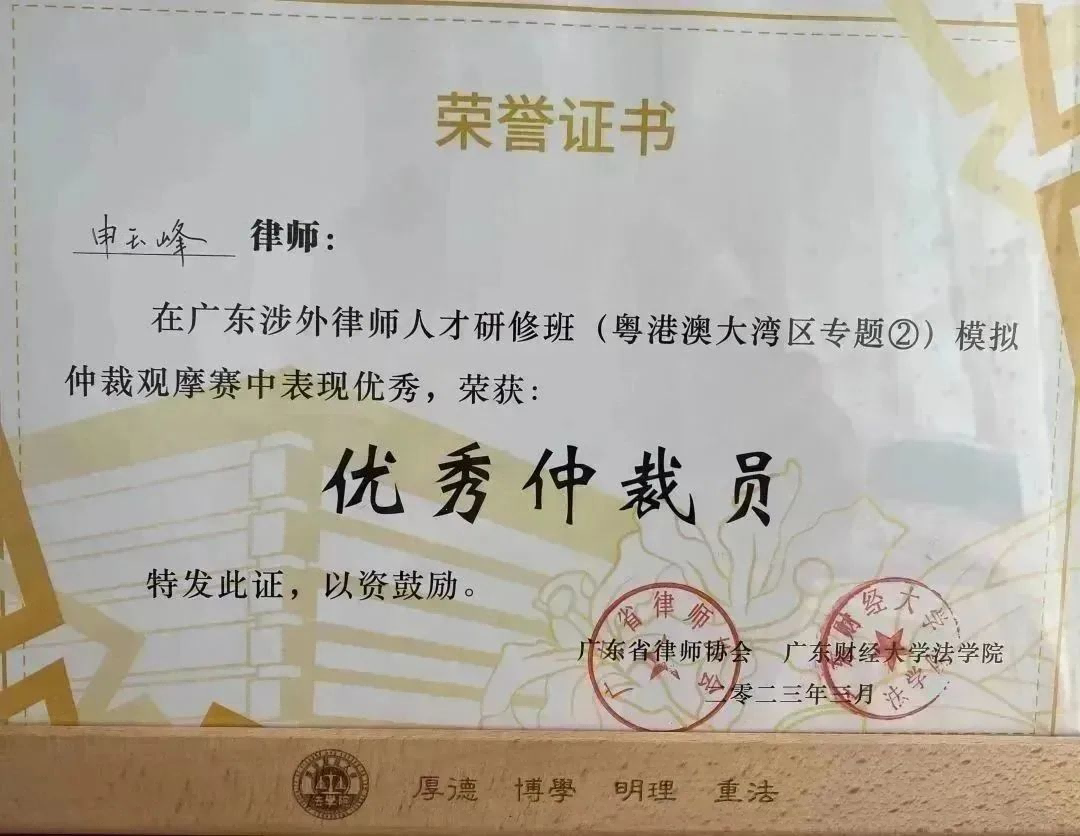 荣誉证书
申玉峰 律师：
在广东涉外律师人才研修班（粤港澳大湾区专题②）模拟
仲裁观摩赛中表现优秀，荣获：
优秀仲裁员
特发此证，以资鼓励。
广东省律师协会 广东财经大学法学院
二零二三年三月
厚德 博學 明理 重法